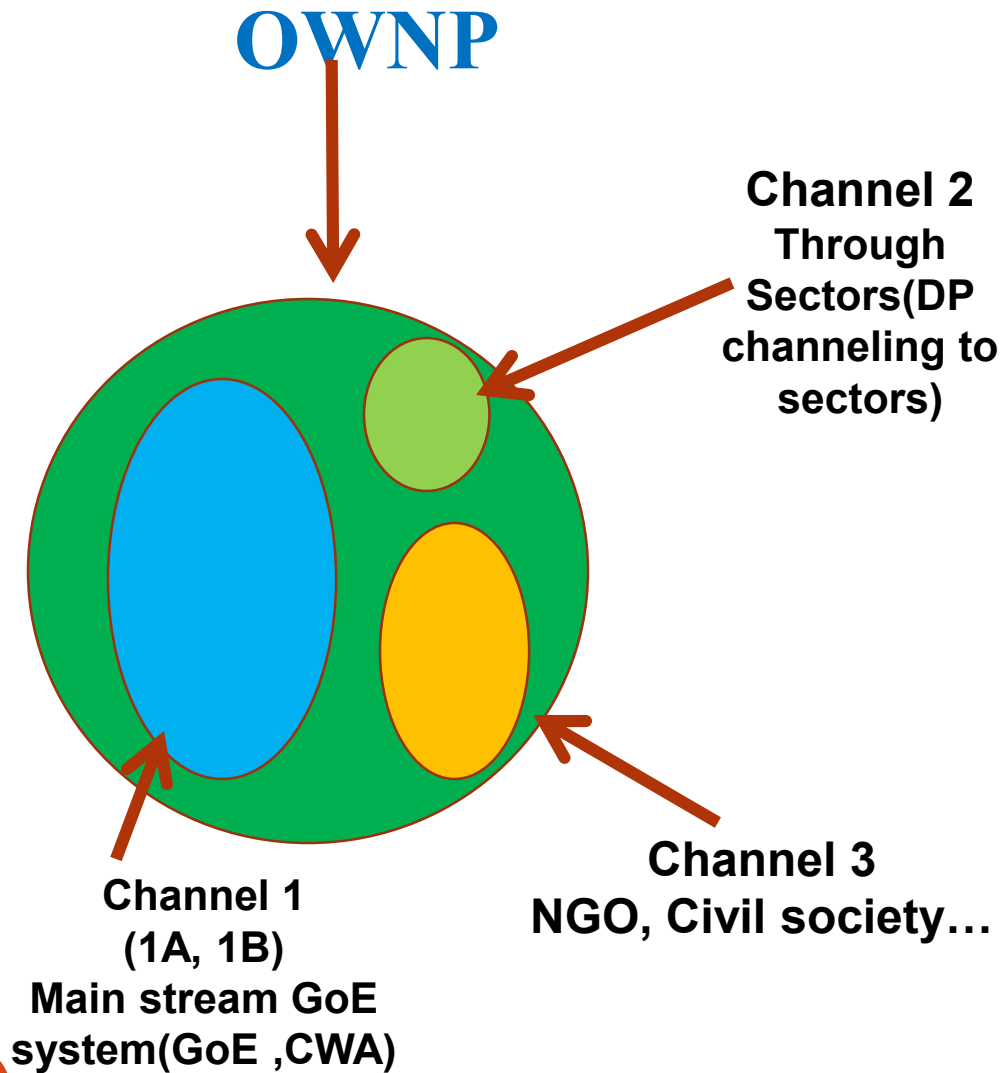 OWNP
Channel 2
Through
Sectors(DP
channeling to
sectors)
Channel 3
NGO, Civil society…
Channel 1
(1A, 1B)
Main stream GoE
system(GoE ,CWA)